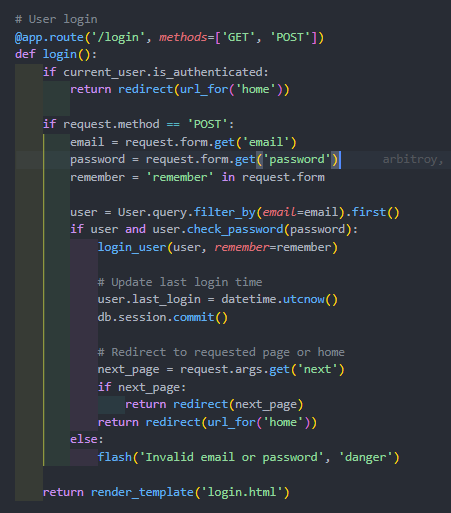 # User login
@app.route('/login', methods=['GET', 'POST'])
def login():
    if current_user.is_authenticated:
        return redirect(url_for('home'))

    if request.method == 'POST':
        email = request.form.get('email')
        password = request.form.get('password')    arbitroy,
        remember = 'remember' in request.form

        user = User.query.filter_by(email=email).first()
        if user and user.check_password(password):
            login_user(user, remember=remember)

            # Update last login time
            user.last_login = datetime.utcnow()
            db.session.commit()

            # Redirect to requested page or home
            next_page = request.args.get('next')
            if next_page:
                return redirect(next_page)
            return redirect(url_for('home'))
        else:
            flash('Invalid email or password', 'danger')

    return render_template('login.html')